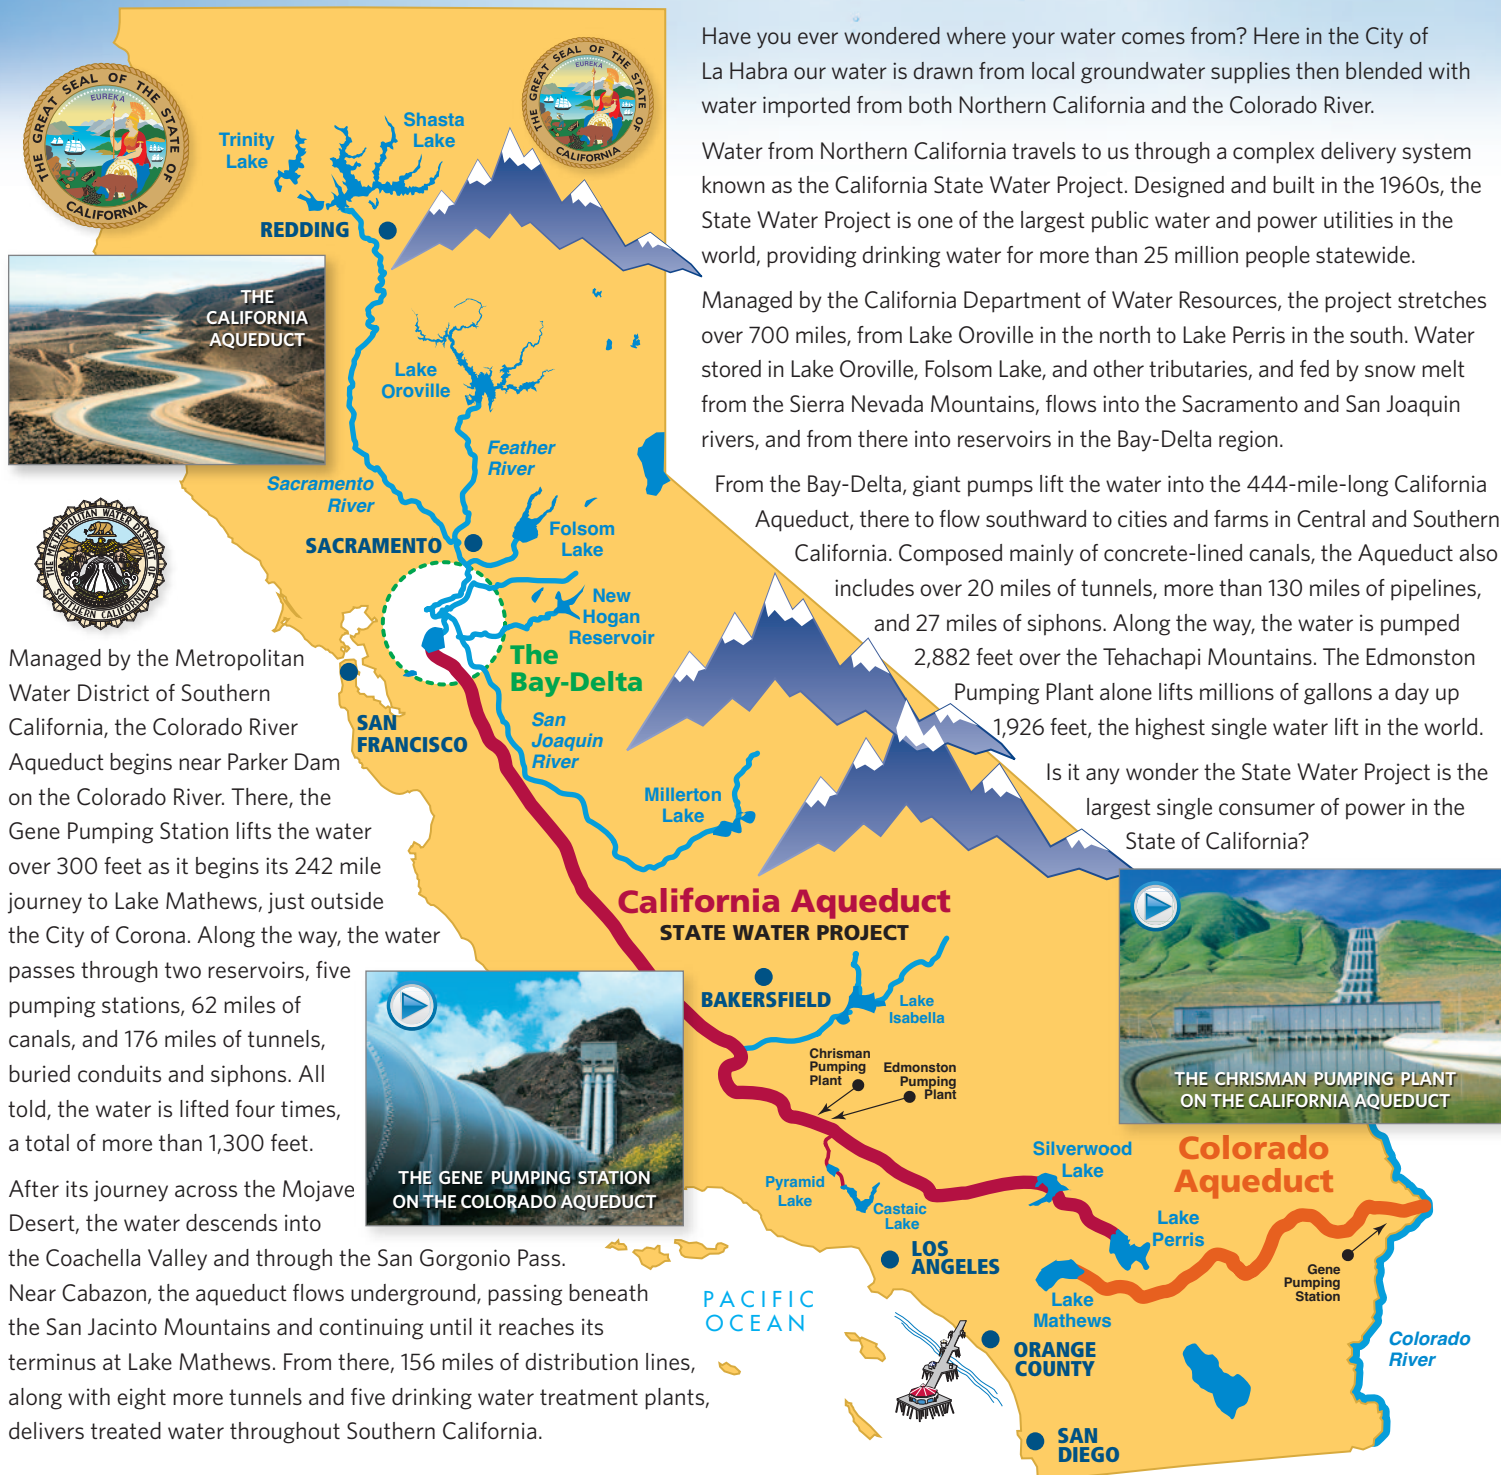 Have you ever wondered where your water comes from? Here in the City of
La Habra our water is drawn from local groundwater supplies then blended with
water imported from both Northern California and the Colorado River.
Water from Northern California travels to us through a complex delivery system
known as the California State Water Project. Designed and built in the 1960s, the
State Water Project is one of the largest public water and power utilities in the
world, providing drinking water for more than 25 million people statewide.
Managed by the California Department of Water Resources, the project stretches
over 700 miles, from Lake Oroville in the north to Lake Perris in the south. Water
stored in Lake Oroville, Folsom Lake, and other tributaries, and fed by snow melt
from the Sierra Nevada Mountains, flows into the Sacramento and San Joaquin
rivers, and from there into reservoirs in the Bay-Delta region.
From the Bay-Delta, giant pumps lift the water into the 444-mile-long California
Aqueduct, there to flow southward to cities and farms in Central and Southern
California. Composed mainly of concrete-lined canals, the Aqueduct also
includes over 20 miles of tunnels, more than 130 miles of pipelines,
and 27 miles of siphons. Along the way, the water is pumped
2,882 feet over the Tehachapi Mountains. The Edmonston
Pumping Plant alone lifts millions of gallons a day up
1,926 feet, the highest single water lift in the world.
Is it any wonder the State Water Project is the
largest single consumer of power in the
State of California?
THE GREAT SEAL OF THE STATE OF CALIFORNIA
EUREKA
THE GREAT SEAL OF THE STATE OF CALIFORNIA
EUREKA
Trinity
Lake
Shasta
Lake
REDDING
THE
CALIFORNIA
AQUEDUCT
Lake
Oroville
Feather
River
Sacramento
River
SACRAMENTO
Folsom
Lake
New
Hogan
Reservoir
The
Bay-Delta
SAN
FRANCISCO
San
Joaquin
River
Millerton
Lake
THE METROPOLITAN WATER DISTRICT OF SOUTHERN CALIFORNIA
Managed by the Metropolitan
Water District of Southern
California, the Colorado River
Aqueduct begins near Parker Dam
on the Colorado River. There, the
Gene Pumping Station lifts the water
over 300 feet as it begins its 242 mile
journey to Lake Mathews, just outside
the City of Corona. Along the way, the water
passes through two reservoirs, five
pumping stations, 62 miles of
canals, and 176 miles of tunnels,
buried conduits and siphons. All
told, the water is lifted four times,
a total of more than 1,300 feet.
After its journey across the Mojave
Desert, the water descends into
the Coachella Valley and through the San Gorgonio Pass.
Near Cabazon, the aqueduct flows underground, passing beneath
the San Jacinto Mountains and continuing until it reaches its
terminus at Lake Mathews. From there, 156 miles of distribution lines,
along with eight more tunnels and five drinking water treatment plants,
delivers treated water throughout Southern California.
California Aqueduct
STATE WATER PROJECT
BAKERSFIELD
Lake
Isabella
Chrisman
Pumping
Plant
Edmonston
Pumping
Plant
THE CHRISMAN PUMPING PLANT
ON THE CALIFORNIA AQUEDUCT
THE GENE PUMPING STATION
ON THE COLORADO AQUEDUCT
Pyramid
Lake
Castaic
Lake
Silverwood
Lake
Colorado
Aqueduct
Lake
Perris
LOS
ANGELES
Gene
Pumping
Station
Lake
Mathews
PACIFIC
OCEAN
ORANGE
COUNTY
Colorado
River
SAN
DIEGO